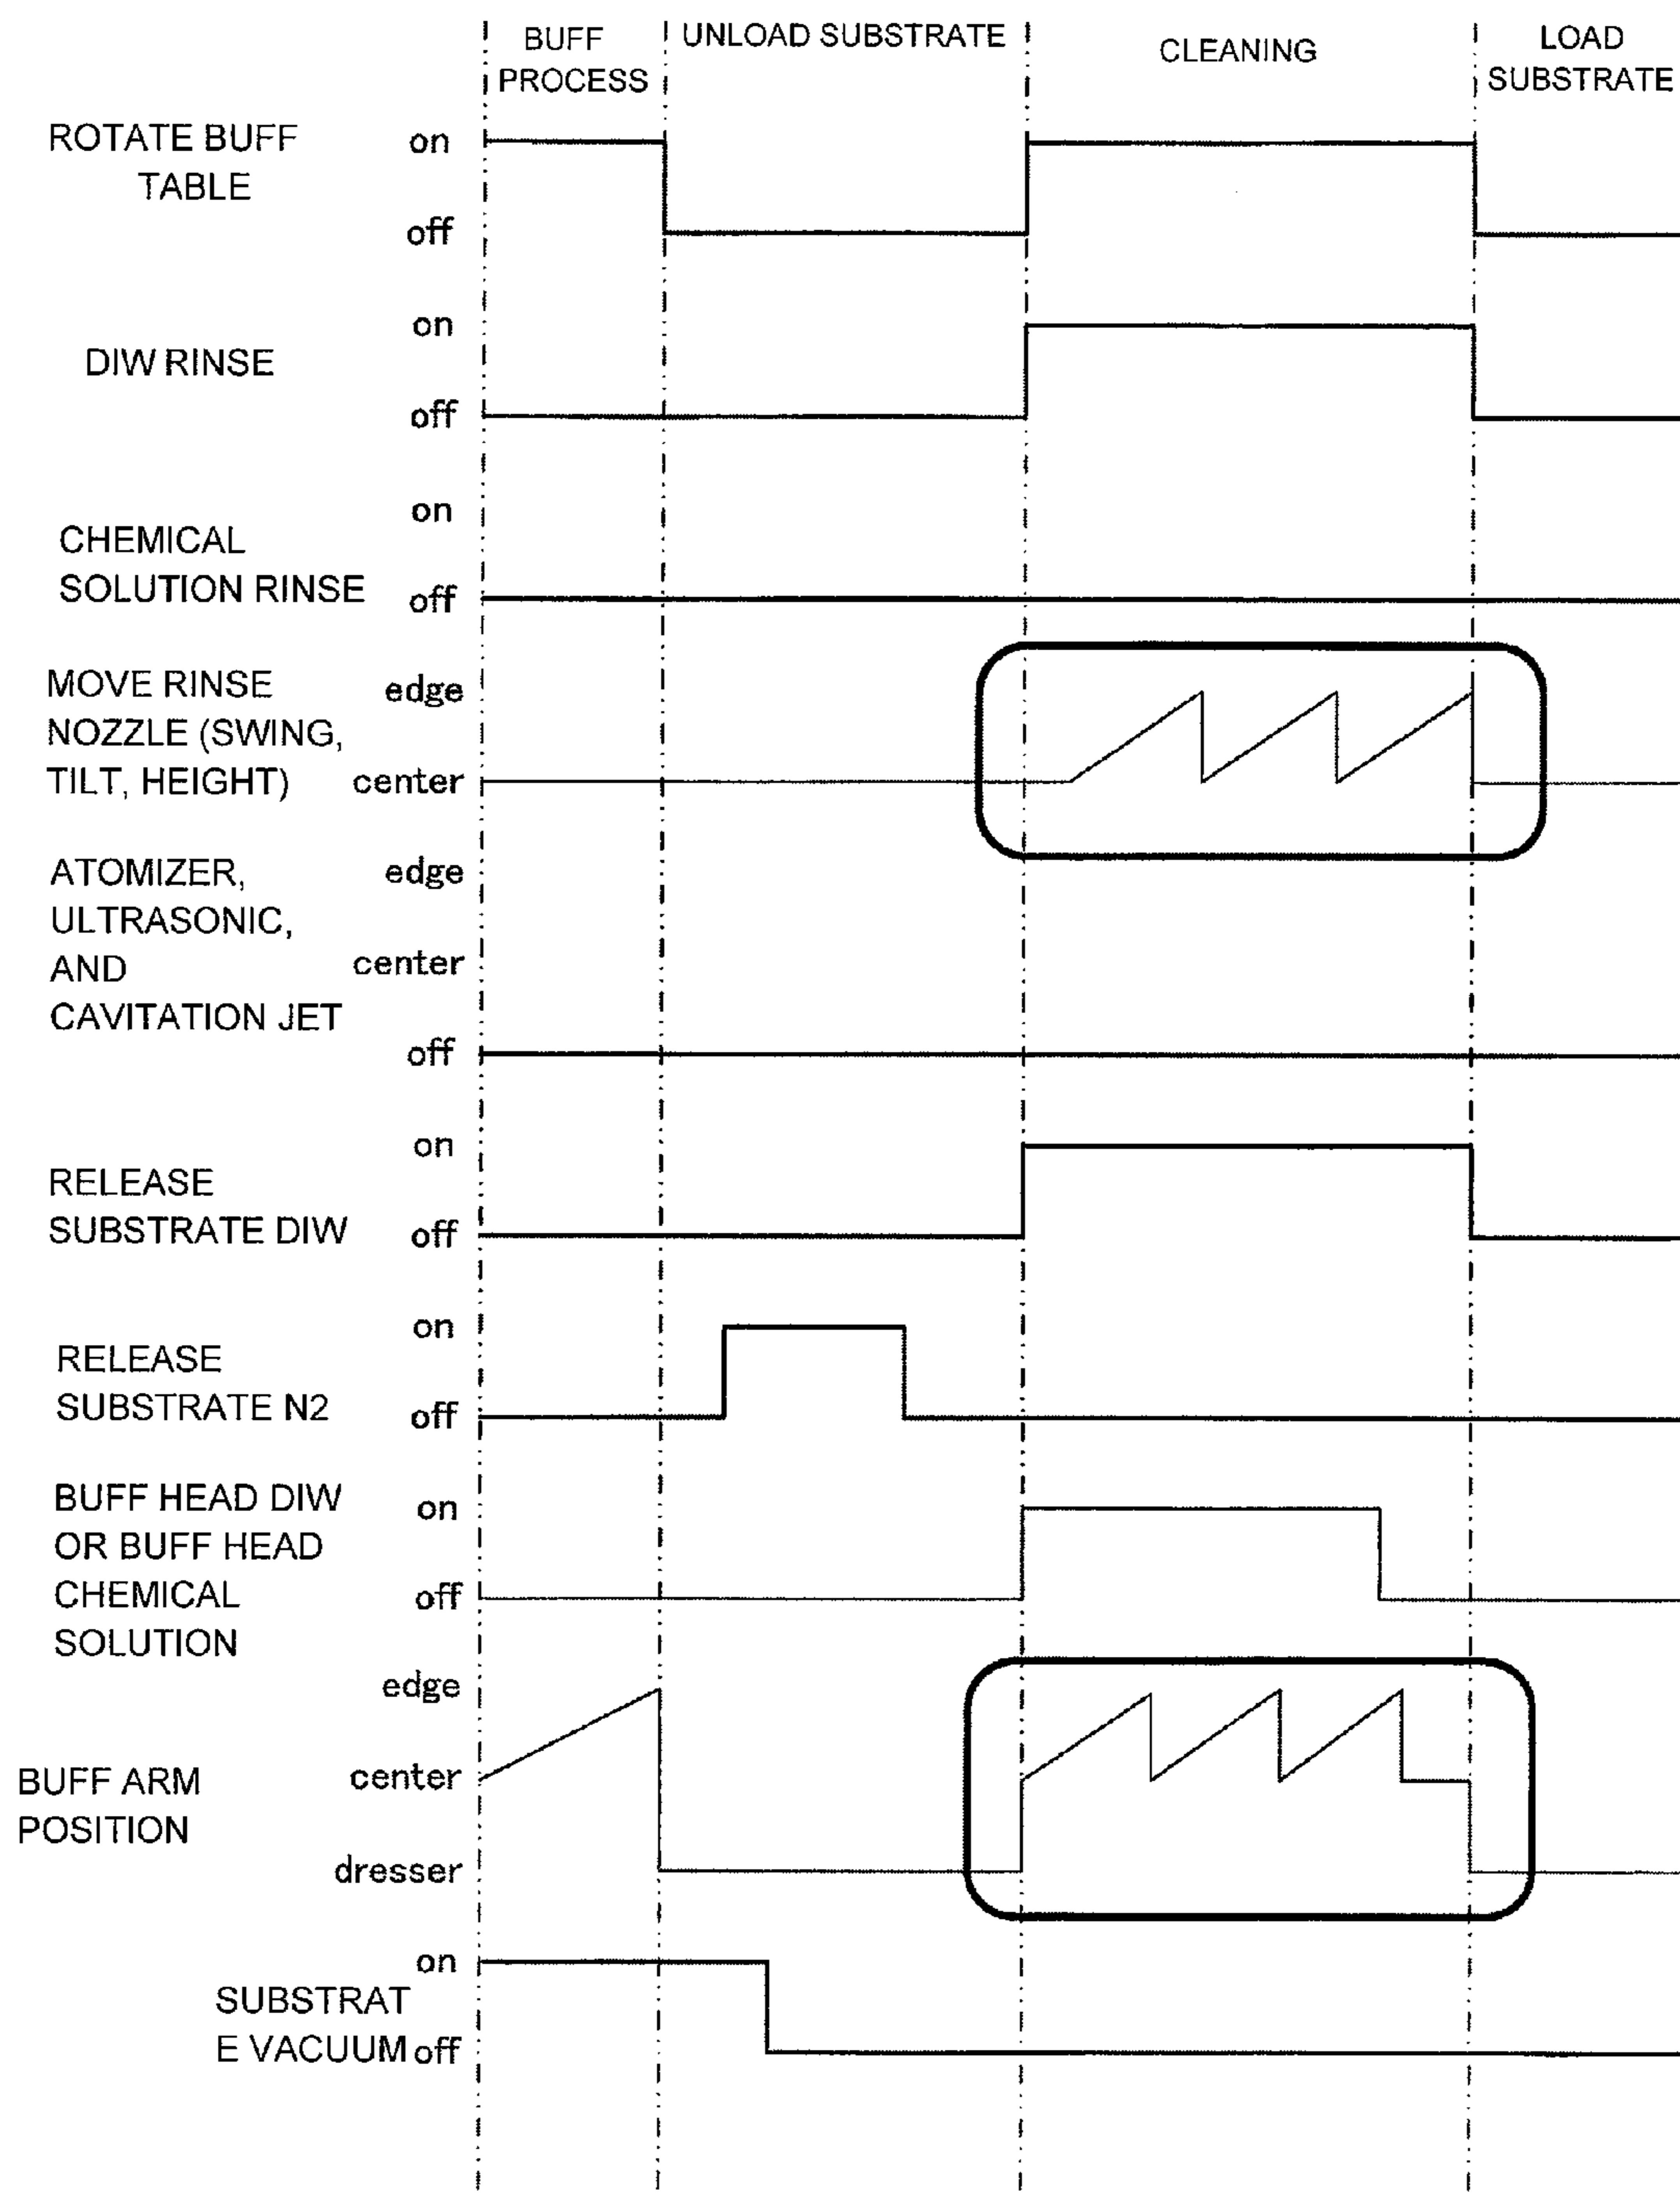 BUFF
PROCESS
UNLOAD SUBSTRATE
CLEANING
LOAD
SUBSTRATE
ROTATE BUFF
TABLE
on
off
DIW RINSE
on
off
CHEMICAL
SOLUTION RINSE
on
off
MOVE RINSE
NOZZLE (SWING,
TILT, HEIGHT)
edge
center
ATOMIZER,
ULTRASONIC,
AND
CAVITATION JET
edge
center
off
RELEASE
SUBSTRATE DIW
on
off
RELEASE
SUBSTRATE N2
on
off
BUFF HEAD DIW
OR BUFF HEAD
CHEMICAL
SOLUTION
on
off
BUFF ARM
POSITION
edge
center
dresser
SUBSTRAT
E VACUUM
on
off